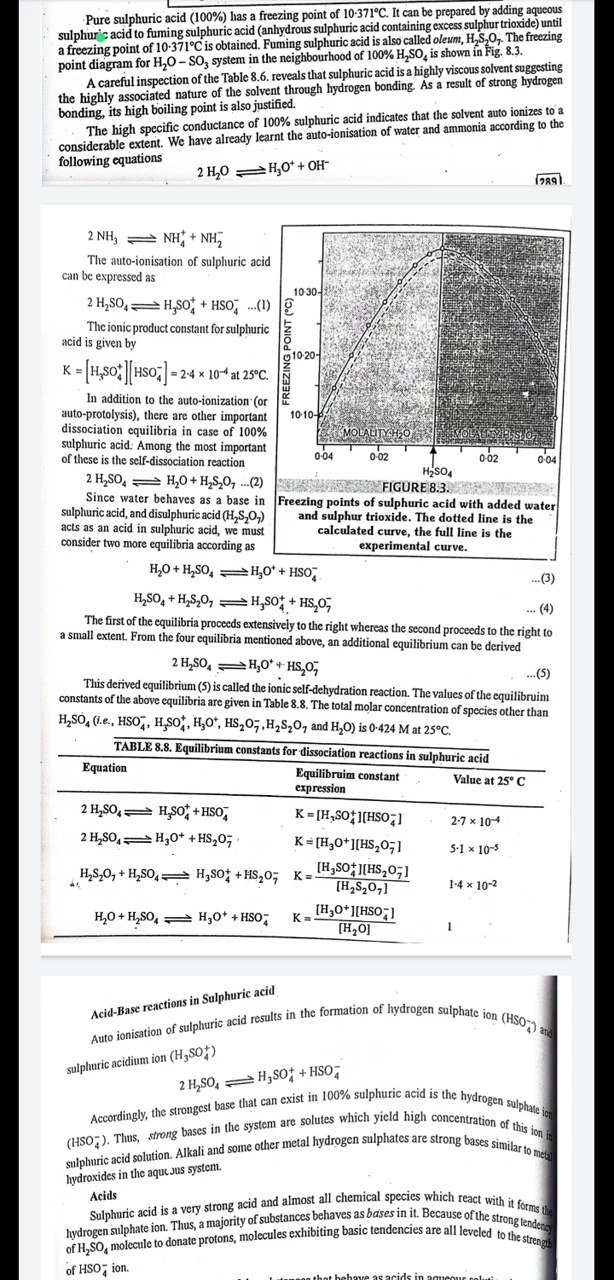 Pure sulphuric acid (100%) has a freezing point of 10·371°C. It can be prepared by adding aqueous
sulphuric acid to fuming sulphuric acid (anhydrous sulphuric acid containing excess sulphur trioxide) until
a freezing point of 10·371°C is obtained. Fuming sulphuric acid is also called oleum, H₂S₂O₇. The freezing
point diagram for H₂O – SO₃ system in the neighbourhood of 100% H₂SO₄ is shown in Fig. 8.3.
A careful inspection of the Table 8.6. reveals that sulphuric acid is a highly viscous solvent suggesting
the highly associated nature of the solvent through hydrogen bonding. As a result of strong hydrogen
bonding, its high boiling point is also justified.
The high specific conductance of 100% sulphuric acid indicates that the solvent auto ionizes to a
considerable extent. We have already learnt the auto-ionisation of water and ammonia according to the
following equations
2 H₂O ⇌ H₃O⁺ + OH⁻
289
2 NH₃ ⇌ NH₄⁺ + NH₂⁻
The auto-ionisation of sulphuric acid
can be expressed as
2 H₂SO₄ ⇌ H₃SO₄⁺ + HSO₄⁻ ...(1)
The ionic product constant for sulphuric
acid is given by
K = [H₃SO₄⁺][HSO₄⁻] = 2·4 × 10⁻⁴ at 25°C.
In addition to the auto-ionization (or
auto-protolysis), there are other important
dissociation equilibria in case of 100%
sulphuric acid. Among the most important
of these is the self-dissociation reaction
2 H₂SO₄ ⇌ H₂O + H₂S₂O₇ ...(2)
Since water behaves as a base in
sulphuric acid, and disulphuric acid (H₂S₂O₇)
acts as an acid in sulphuric acid, we must
consider two more equilibria according as
FREEZING POINT (°C)
10·30
10·20
10·10
MOLALITY H₂O
MOLALITY H₂S₂O₇
0·04 0·02 H₂SO₄ 0·02 0·04
FIGURE 8.3.
Freezing points of sulphuric acid with added water
and sulphur trioxide. The dotted line is the
calculated curve, the full line is the
experimental curve.
H₂O + H₂SO₄ ⇌ H₃O⁺ + HSO₄⁻ ...(3)
H₂SO₄ + H₂S₂O₇ ⇌ H₃SO₄⁺ + HS₂O₇⁻ ... (4)
The first of the equilibria proceeds extensively to the right whereas the second proceeds to the right to
a small extent. From the four equilibria mentioned above, an additional equilibrium can be derived
2 H₂SO₄ ⇌ H₃O⁺ + HS₂O₇⁻ ...(5)
This derived equilibrium (5) is called the ionic self-dehydration reaction. The values of the equilibruim
constants of the above equilibria are given in Table 8.8. The total molar concentration of species other than
H₂SO₄ (i.e., HSO₄⁻, H₃SO₄⁺, H₃O⁺, HS₂O₇⁻, H₂S₂O₇ and H₂O) is 0·424 M at 25°C.
TABLE 8.8. Equilibrium constants for dissociation reactions in sulphuric acid
Equation Equilibruim constant expression Value at 25° C
2 H₂SO₄ ⇌ H₃SO₄⁺ + HSO₄⁻ K = [H₃SO₄⁺][HSO₄⁻] 2·7 × 10⁻⁴
2 H₂SO₄ ⇌ H₃O⁺ + HS₂O₇⁻ K = [H₃O⁺][HS₂O₇⁻] 5·1 × 10⁻⁵
H₂S₂O₇ + H₂SO₄ ⇌ H₃SO₄⁺ + HS₂O₇⁻ K = [H₃SO₄⁺][HS₂O₇⁻] / [H₂S₂O₇] 1·4 × 10⁻²
H₂O + H₂SO₄ ⇌ H₃O⁺ + HSO₄⁻ K = [H₃O⁺][HSO₄⁻] / [H₂O] 1
Acid-Base reactions in Sulphuric acid
Auto ionisation of sulphuric acid results in the formation of hydrogen sulphate ion (HSO₄⁻) and
sulphuric acidium ion (H₃SO₄⁺)
2 H₂SO₄ ⇌ H₃SO₄⁺ + HSO₄⁻
Accordingly, the strongest base that can exist in 100% sulphuric acid is the hydrogen sulphate ion
(HSO₄⁻). Thus, strong bases in the system are solutes which yield high concentration of this ion in
sulphuric acid solution. Alkali and some other metal hydrogen sulphates are strong bases similar to metal
hydroxides in the aqueous system.
Acids
Sulphuric acid is a very strong acid and almost all chemical species which react with it forms the
hydrogen sulphate ion. Thus, a majority of substances behaves as bases in it. Because of the strong tendency
of H₂SO₄ molecule to donate protons, molecules exhibiting basic tendencies are all leveled to the strength
of HSO₄⁻ ion.
that behave as acids in aqueous